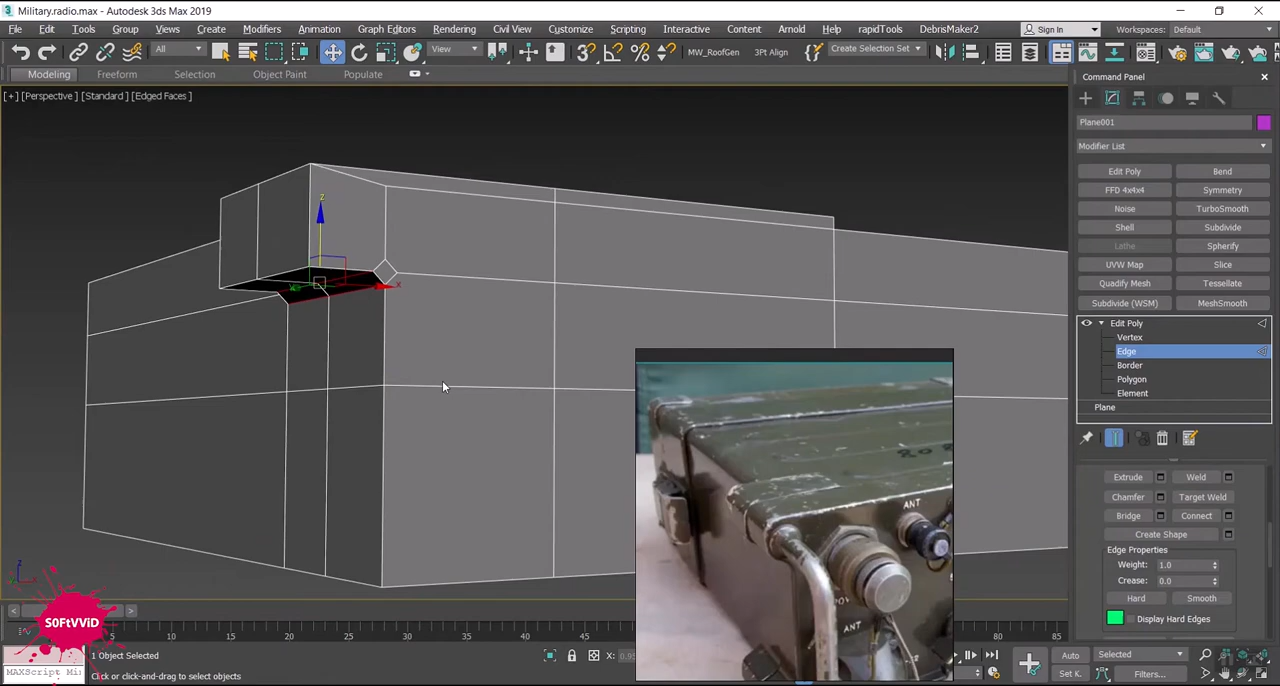 Military.radio.max - Autodesk 3ds Max 2019
File Edit Tools Group Views Create Modifiers Animation Graph Editors Rendering Civil View Customize Scripting Interactive Content Arnold rapidTools DebrisMaker2 Sign In Workspaces: Default
All View MW_RoofGen 3Pt Align Create Selection Set
Modeling Freeform Selection Object Paint Populate
[+] [Perspective] [Standard] [Edged Faces]
Command Panel
Plane001
Modifier List
Edit Poly Bend
FFD 4x4x4 Symmetry
Noise TurboSmooth
Shell Subdivide
Lathe Spherify
UVW Map Slice
Quadify Mesh Tessellate
Subdivide (WSM) MeshSmooth
Edit Poly
Vertex
Edge
Border
Polygon
Element
Plane
Extrude Weld
Chamfer Target Weld
Bridge Connect
Create Shape
Edge Properties
Weight: 1.0
Crease: 0.0
Hard Smooth
Display Hard Edges
z
x
ANT
ANT
S0FtVViD
5 10 15 20 25 30 35 40 45 80 85
1 Object Selected X:
MAXScript Mi:
Click or click-and-drag to select objects
Auto Selected
Set K. Filters...